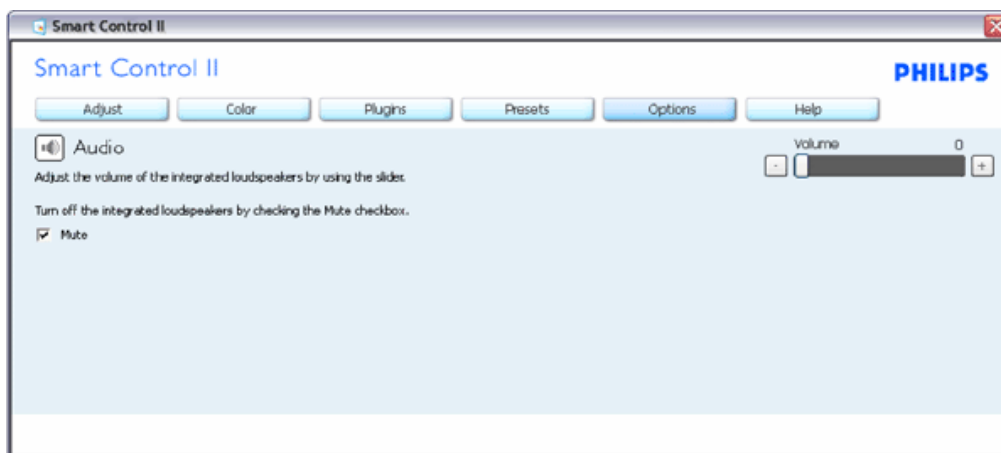 Smart Control II
Smart Control II
PHILIPS
Adjust Color Plugins Presets Options Help
Audio
Volume 0
- +
Adjust the volume of the integrated loudspeakers by using the slider.
Turn off the integrated loudspeakers by checking the Mute checkbox.
Mute